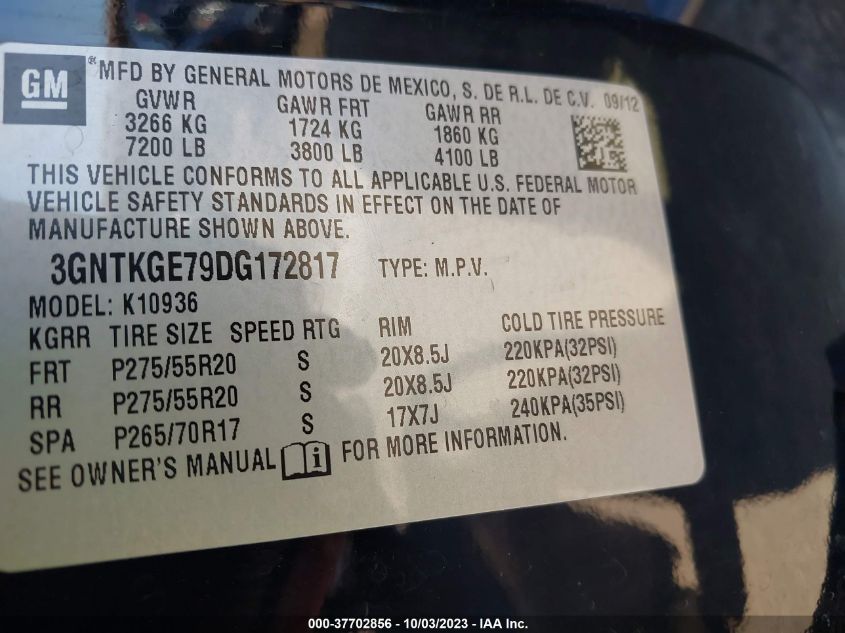 GM
®MFD BY GENERAL MOTORS DE MEXICO, S. DE R.L. DE C.V. 09/12
GVWR GAWR FRT GAWR RR
3266 KG 1724 KG 1860 KG
7200 LB 3800 LB 4100 LB
THIS VEHICLE CONFORMS TO ALL APPLICABLE U.S. FEDERAL MOTOR
VEHICLE SAFETY STANDARDS IN EFFECT ON THE DATE OF
MANUFACTURE SHOWN ABOVE.
3GNTKGE79DG172817 TYPE: M.P.V.
MODEL: K10936
KGRR TIRE SIZE SPEED RTG RIM COLD TIRE PRESSURE
FRT P275/55R20 S 20X8.5J 220KPA(32PSI)
RR P275/55R20 S 20X8.5J 220KPA(32PSI)
SPA P265/70R17 S 17X7J 240KPA(35PSI)
SEE OWNER'S MANUAL i FOR MORE INFORMATION.
000-37702856 - 10/03/2023 - IAA Inc.